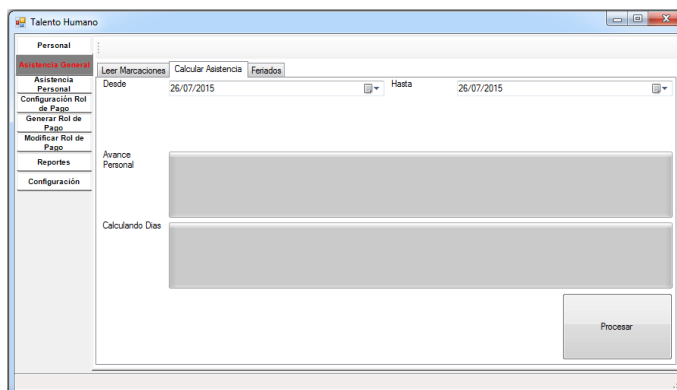 Talento Humano
Personal
Asistencia General
Asistencia
Personal
Configuración Rol
de Pago
Generar Rol de
Pago
Modificar Rol de
Pago
Reportes
Configuración
Leer Marcaciones
Calcular Asistencia
Feriados
Desde
26/07/2015
Hasta
26/07/2015
Avance
Personal
Calculando Dias
Procesar